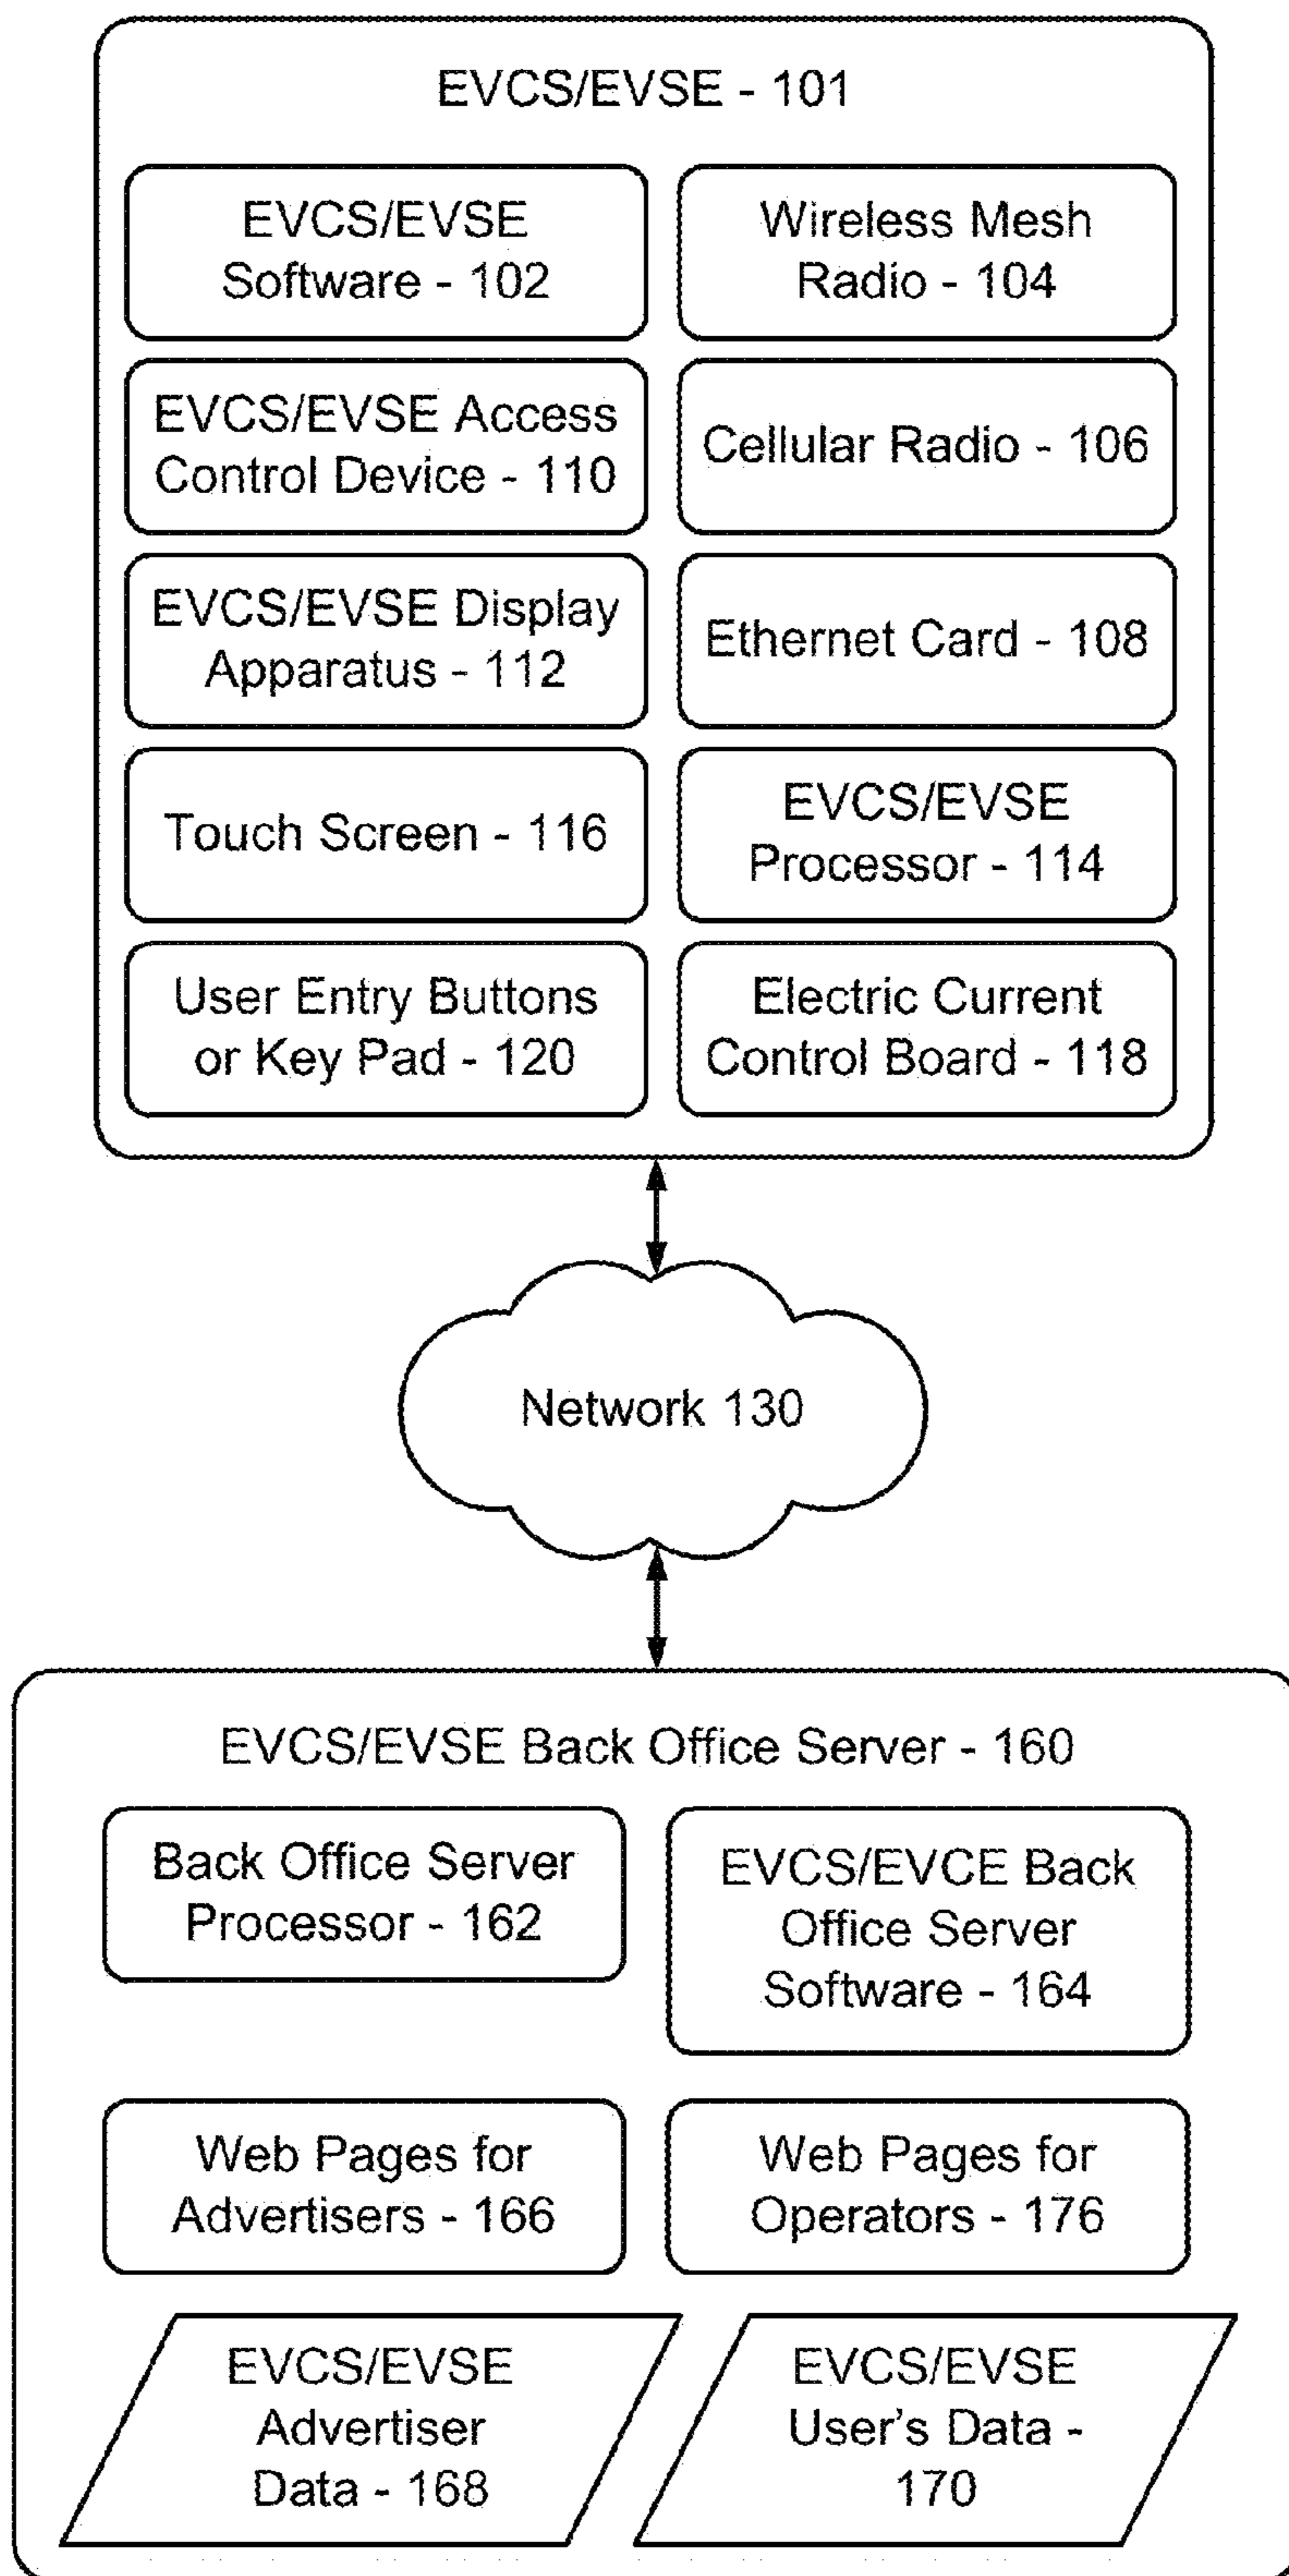 EVCS/EVSE - 101
EVCS/EVSE
Software - 102
Wireless Mesh
Radio - 104
EVCS/EVSE Access
Control Device - 110
Cellular Radio - 106
EVCS/EVSE Display
Apparatus - 112
Ethernet Card - 108
Touch Screen - 116
EVCS/EVSE
Processor - 114
User Entry Buttons
or Key Pad - 120
Electric Current
Control Board - 118
Network 130
EVCS/EVSE Back Office Server - 160
Back Office Server
Processor - 162
EVCS/EVCE Back
Office Server
Software - 164
Web Pages for
Advertisers - 166
Web Pages for
Operators - 176
EVCS/EVSE
Advertiser
Data - 168
EVCS/EVSE
User's Data -
170